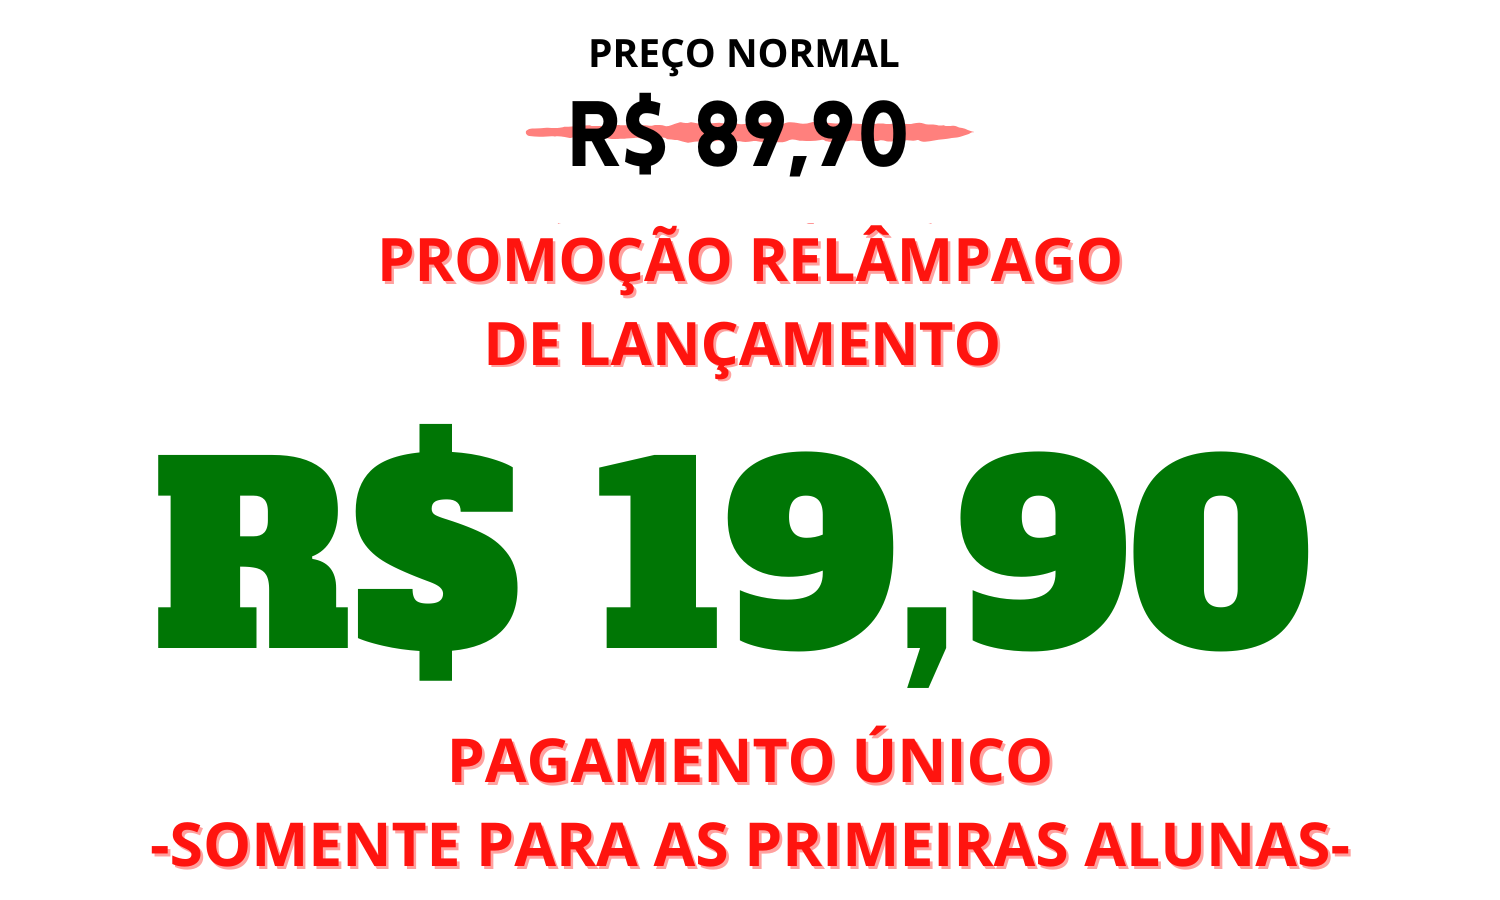 PREÇO NORMAL
R$ 89,90
PROMOÇÃO RELÂMPAGO
DE LANÇAMENTO
R$ 19,90
PAGAMENTO ÚNICO
-SOMENTE PARA AS PRIMEIRAS ALUNAS-